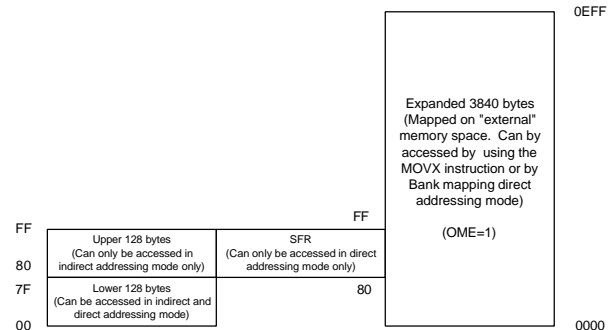 0EFF
Expanded 3840 bytes
(Mapped on "external"
memory space. Can by
accessed by using the
MOVX instruction or by
Bank mapping direct
addressing mode)
(OME=1)
FF
FF
Upper 128 bytes
(Can only be accessed in
indirect addressing mode only)
SFR
(Can only be accessed in direct
addressing mode only)
80
7F
Lower 128 bytes
(Can be accessed in indirect and
direct addressing mode)
80
00
0000